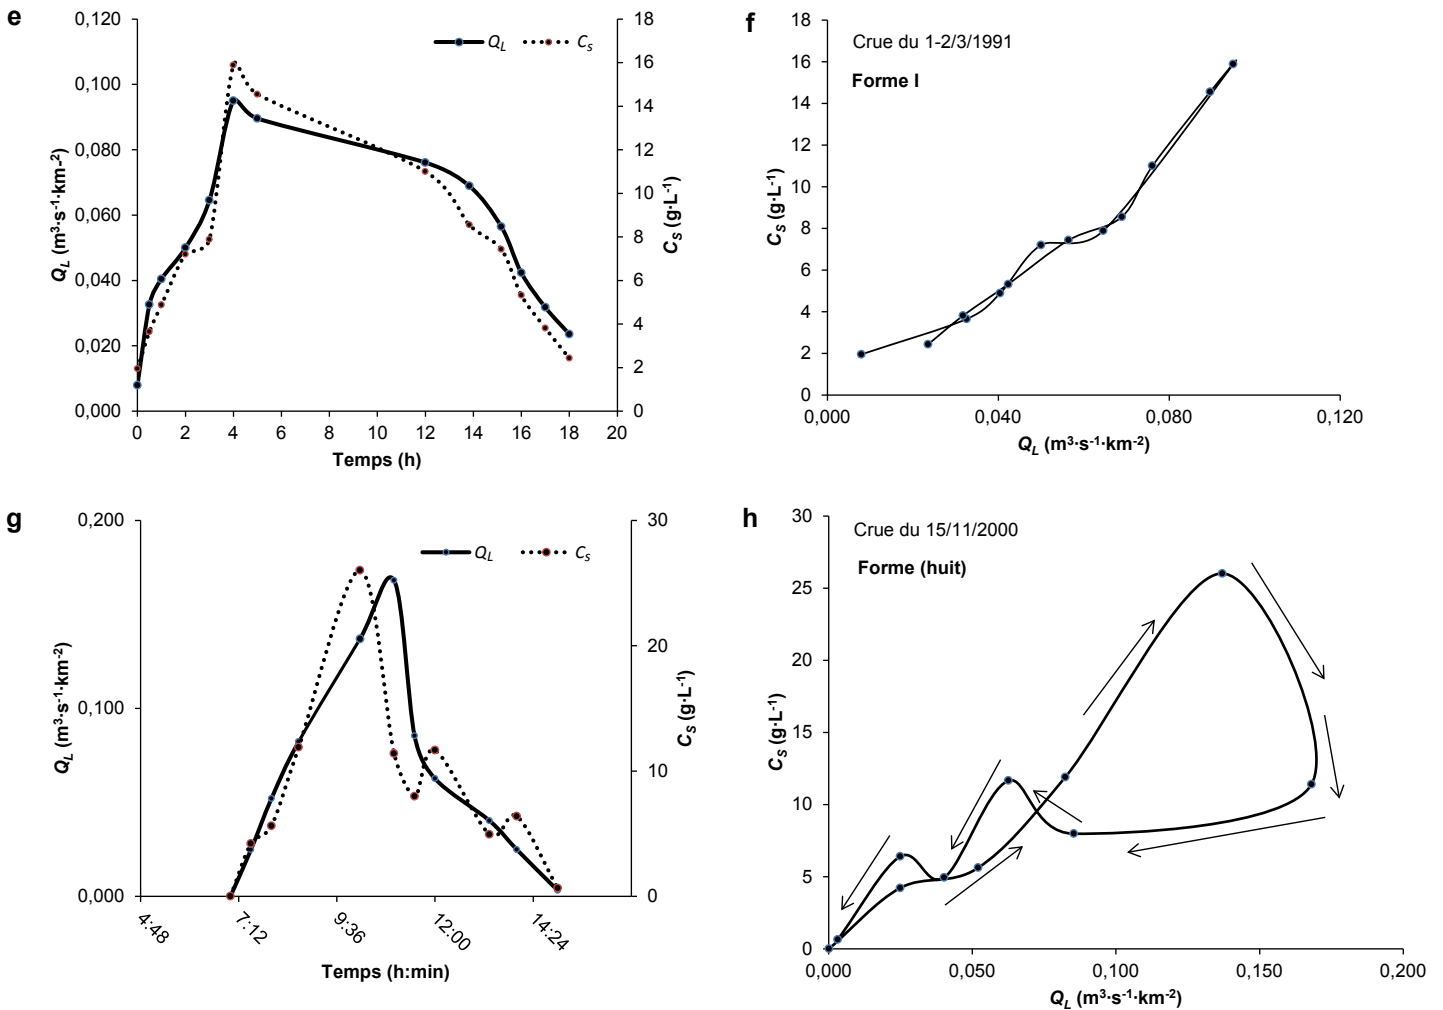 e
0,120
0,100
0,080
0,060
0,040
0,020
0,000
Q_L (m³·s⁻¹·km⁻²)
18
16
14
12
10
8
6
4
2
0
C_S (g·L⁻¹)
Q_L
C_s
0 2 4 6 8 10 12 14 16 18 20
Temps (h)
f
Crue du 1-2/3/1991
Forme I
18
16
14
12
10
8
6
4
2
0
C_S (g·L⁻¹)
0,000 0,040 0,080 0,120
Q_L (m³·s⁻¹·km⁻²)
g
0,200
0,100
0,000
Q_L (m³·s⁻¹·km⁻²)
30
20
10
0
C_S (g·L⁻¹)
Q_L
C_s
4:48 7:12 9:36 12:00 14:24
Temps (h:min)
h
Crue du 15/11/2000
Forme (huit)
30
25
20
15
10
5
0
C_S (g·L⁻¹)
0,000 0,050 0,100 0,150 0,200
Q_L (m³·s⁻¹·km⁻²)